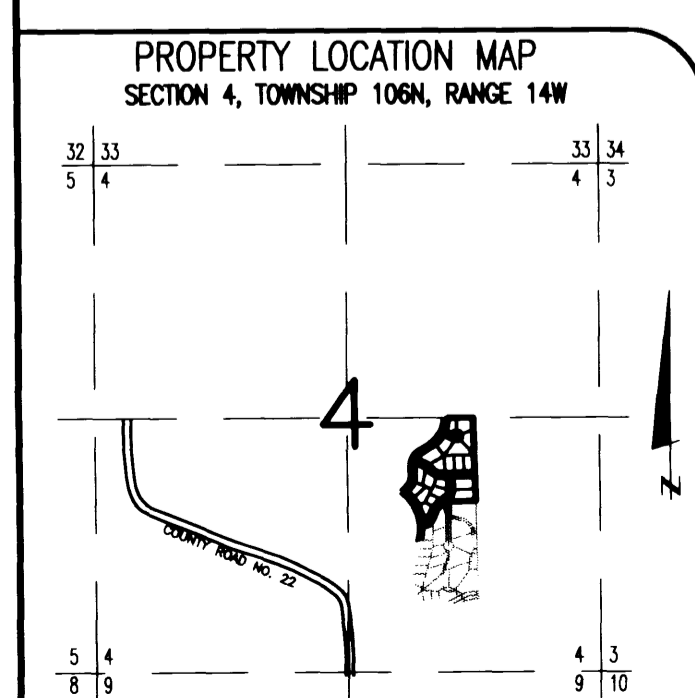 PROPERTY LOCATION MAP
SECTION 4, TOWNSHIP 106N, RANGE 14W
32 33
5 4
33 34
4 3
4
N
COUNTY ROAD NO. 22
5 4
8 9
4 3
9 10